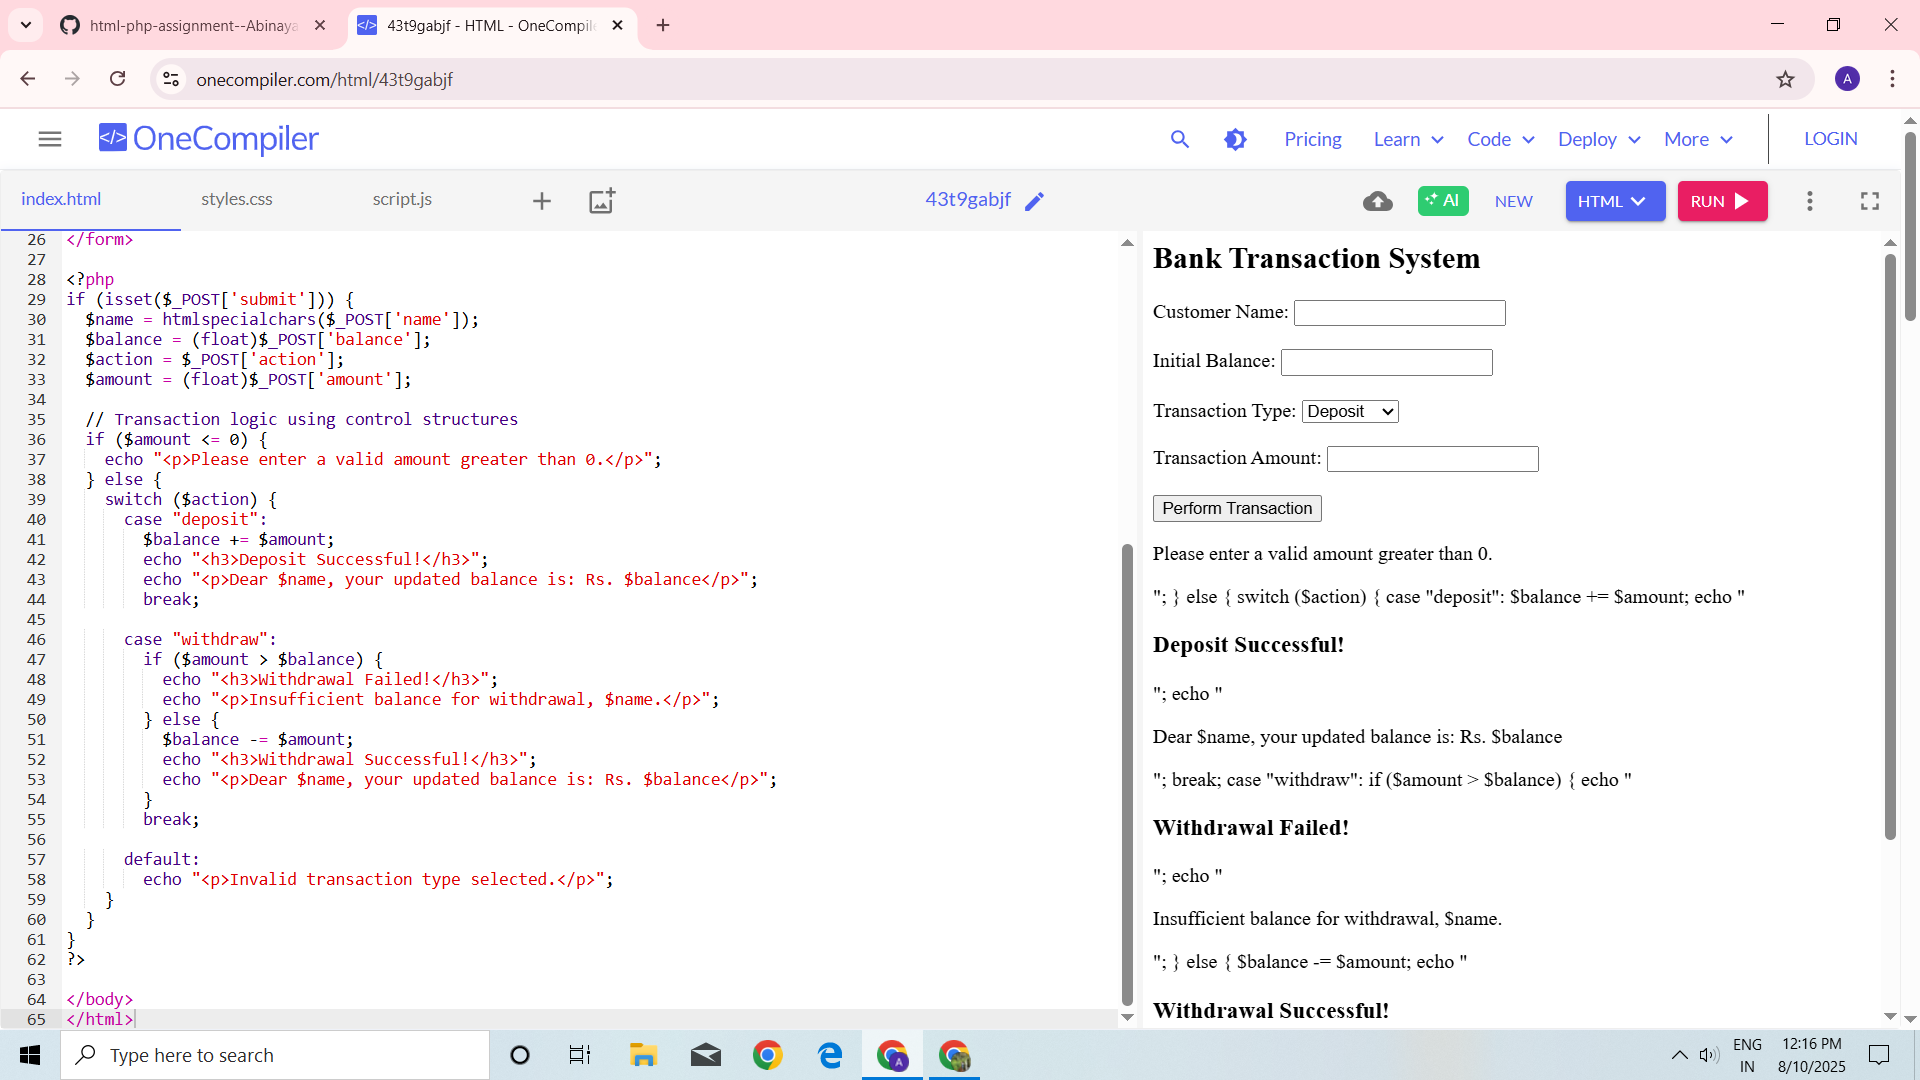 html-php-assignment--Abinaya
43t9gabjf - HTML - OneCompile
onecompiler.com/html/43t9gabjf
A
</> OneCompiler
Pricing
Learn
Code
Deploy
More
LOGIN
index.html
styles.css
script.js
43t9gabjf
AI
NEW
HTML
RUN
26 </form>
27
28 <?php
29 if (isset($_POST['submit'])) {
30 $name = htmlspecialchars($_POST['name']);
31 $balance = (float)$_POST['balance'];
32 $action = $_POST['action'];
33 $amount = (float)$_POST['amount'];
34
35 // Transaction logic using control structures
36 if ($amount <= 0) {
37 echo "<p>Please enter a valid amount greater than 0.</p>";
38 } else {
39 switch ($action) {
40 case "deposit":
41 $balance += $amount;
42 echo "<h3>Deposit Successful!</h3>";
43 echo "<p>Dear $name, your updated balance is: Rs. $balance</p>";
44 break;
45
46 case "withdraw":
47 if ($amount > $balance) {
48 echo "<h3>Withdrawal Failed!</h3>";
49 echo "<p>Insufficient balance for withdrawal, $name.</p>";
50 } else {
51 $balance -= $amount;
52 echo "<h3>Withdrawal Successful!</h3>";
53 echo "<p>Dear $name, your updated balance is: Rs. $balance</p>";
54 }
55 break;
56
57 default:
58 echo "<p>Invalid transaction type selected.</p>";
59 }
60 }
61 }
62 ?>
63
64 </body>
65 </html>
Bank Transaction System
Customer Name:
Initial Balance:
Transaction Type: Deposit
Transaction Amount:
Perform Transaction
Please enter a valid amount greater than 0.
"; } else { switch ($action) { case "deposit": $balance += $amount; echo "
Deposit Successful!
"; echo "
Dear $name, your updated balance is: Rs. $balance
"; break; case "withdraw": if ($amount > $balance) { echo "
Withdrawal Failed!
"; echo "
Insufficient balance for withdrawal, $name.
"; } else { $balance -= $amount; echo "
Withdrawal Successful!
Type here to search
A
ENG
IN
12:16 PM
8/10/2025